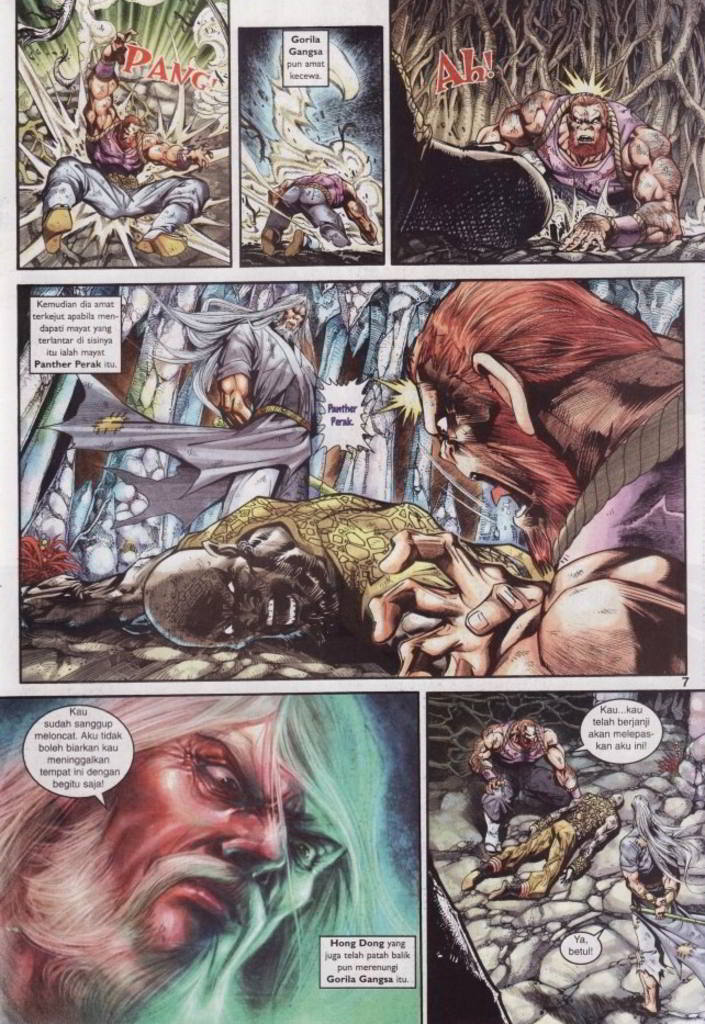 PANG!
Gorila
Gangsa
pun amat
kecewa.
Ah!
Kemudian dia amat
terkejut apabila men-
dapati mayat yang
terlantar di sisinya
itu ialah mayat
Panther Perak itu.
Panther
Perak.
7
Kau
sudah sanggup
meloncat. Aku tidak
boleh biarkan kau
meninggalkan
tempat ini dengan
begitu saja!
Hong Dong yang
juga telah patah balik
pun merenungi
Gorila Gangsa itu.
Kau...kau
telah berjanji
akan melepas-
kan aku ini!
Ya,
betul!